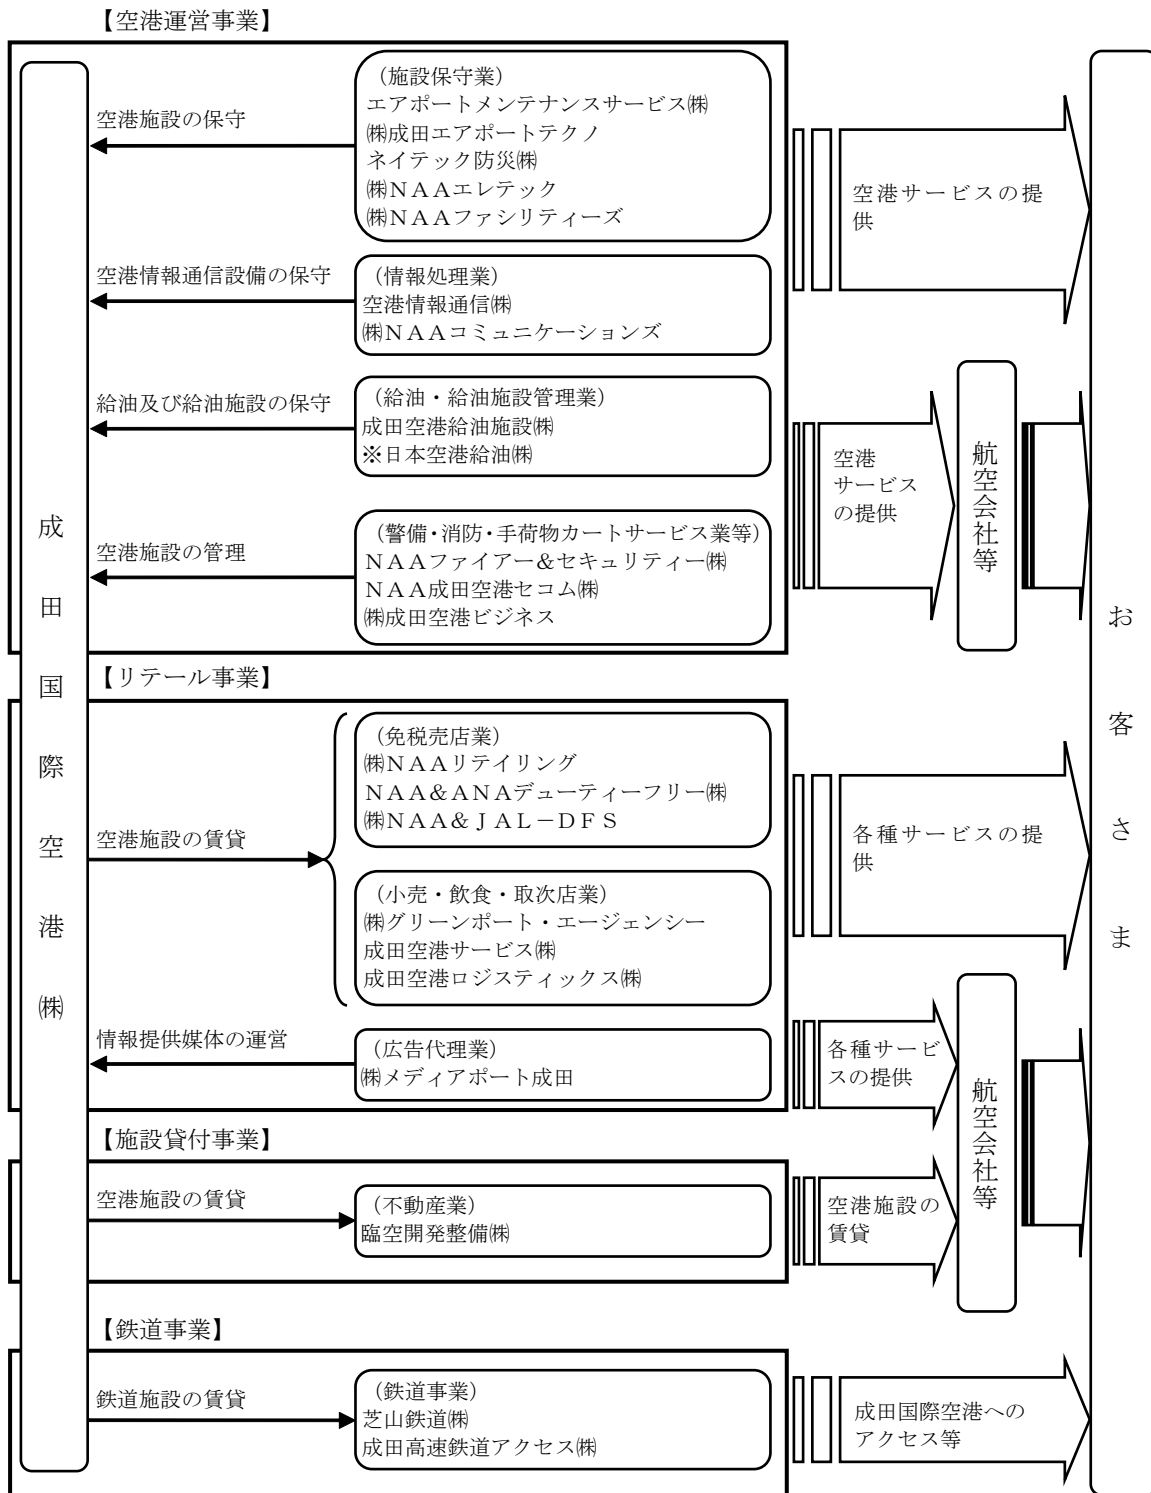 【空港運営事業】
成田国際空港㈱
空港施設の保守
（施設保守業）
エアポートメンテナンスサービス㈱
㈱成田エアポートテクノ
ネイテック防災㈱
㈱ＮＡＡエレテック
㈱ＮＡＡファシリティーズ
空港サービスの提
供
空港情報通信設備の保守
（情報処理業）
空港情報通信㈱
㈱ＮＡＡコミュニケーションズ
給油及び給油施設の保守
（給油・給油施設管理業）
成田空港給油施設㈱
※日本空港給油㈱
空港
サービス
の提供
航空会社等
空港施設の管理
（警備・消防・手荷物カートサービス業等）
ＮＡＡファイアー＆セキュリティー㈱
ＮＡＡ成田空港セコム㈱
㈱成田空港ビジネス
お客さま
【リテール事業】
空港施設の賃貸
（免税売店業）
㈱ＮＡＡリテイリング
ＮＡＡ＆ＡＮＡデューティーフリー㈱
㈱ＮＡＡ＆ＪＡＬ－ＤＦＳ
各種サービスの提
供
（小売・飲食・取次店業）
㈱グリーンポート・エージェンシー
成田空港サービス㈱
成田空港ロジスティックス㈱
情報提供媒体の運営
（広告代理業）
㈱メディアポート成田
各種サービ
スの提供
航空会社等
【施設貸付事業】
空港施設の賃貸
（不動産業）
臨空開発整備㈱
空港施設の
賃貸
【鉄道事業】
鉄道施設の賃貸
（鉄道事業）
芝山鉄道㈱
成田高速鉄道アクセス㈱
成田国際空港への
アクセス等